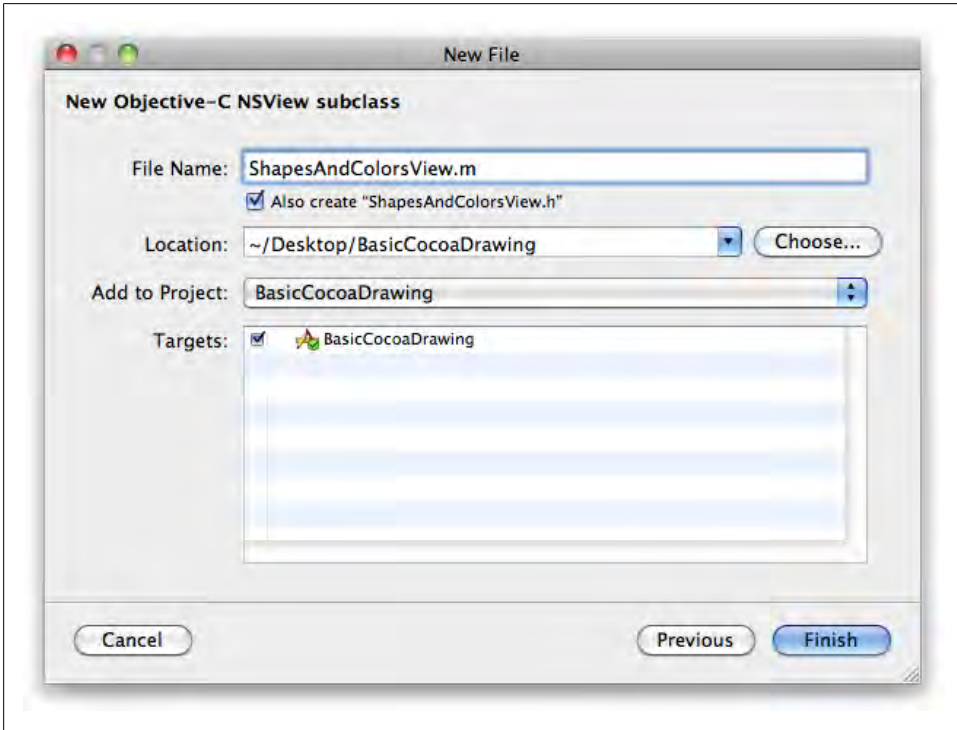 New File
New Objective-C NSView subclass
File Name: ShapesAndColorsView.m
Also create "ShapesAndColorsView.h"
Location: ~/Desktop/BasicCocoaDrawing Choose...
Add to Project: BasicCocoaDrawing
Targets: BasicCocoaDrawing
Cancel Previous Finish